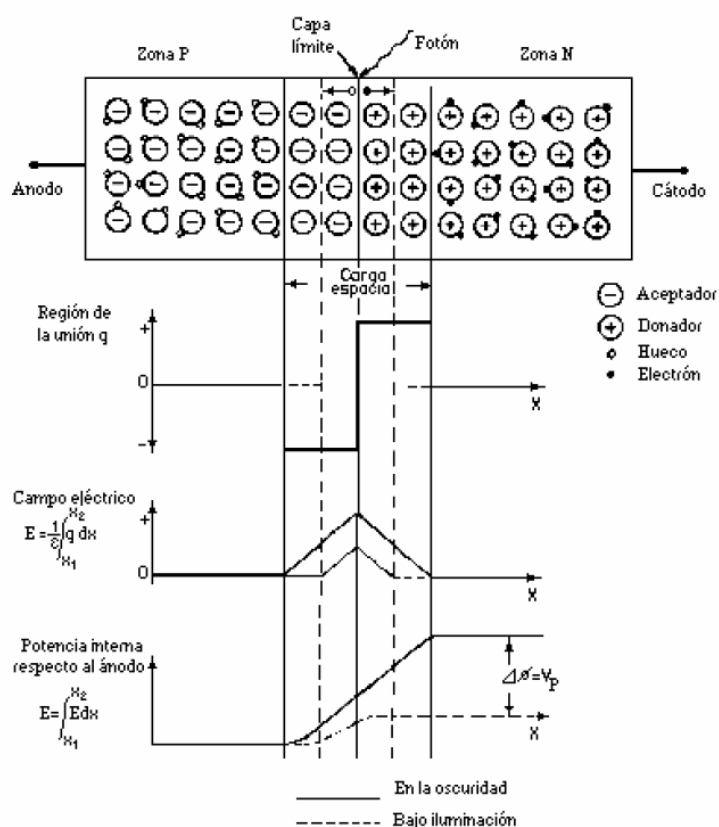 Capa
límite
Fotón
Zona P
Zona N
Anodo
Cátodo
Carga
espacia
Región de
la unión q
+
0
−
X
Aceptador
Donador
Hueco
Electrón
Campo eléctrico
E = 1/ε ∫ q dx
X2
X1
+
0
X
Potencia interna
respecto al ánodo
E = ∫ E dx
X2
X1
Δø=Vp
X
En la oscuridad
Bajo iluminación